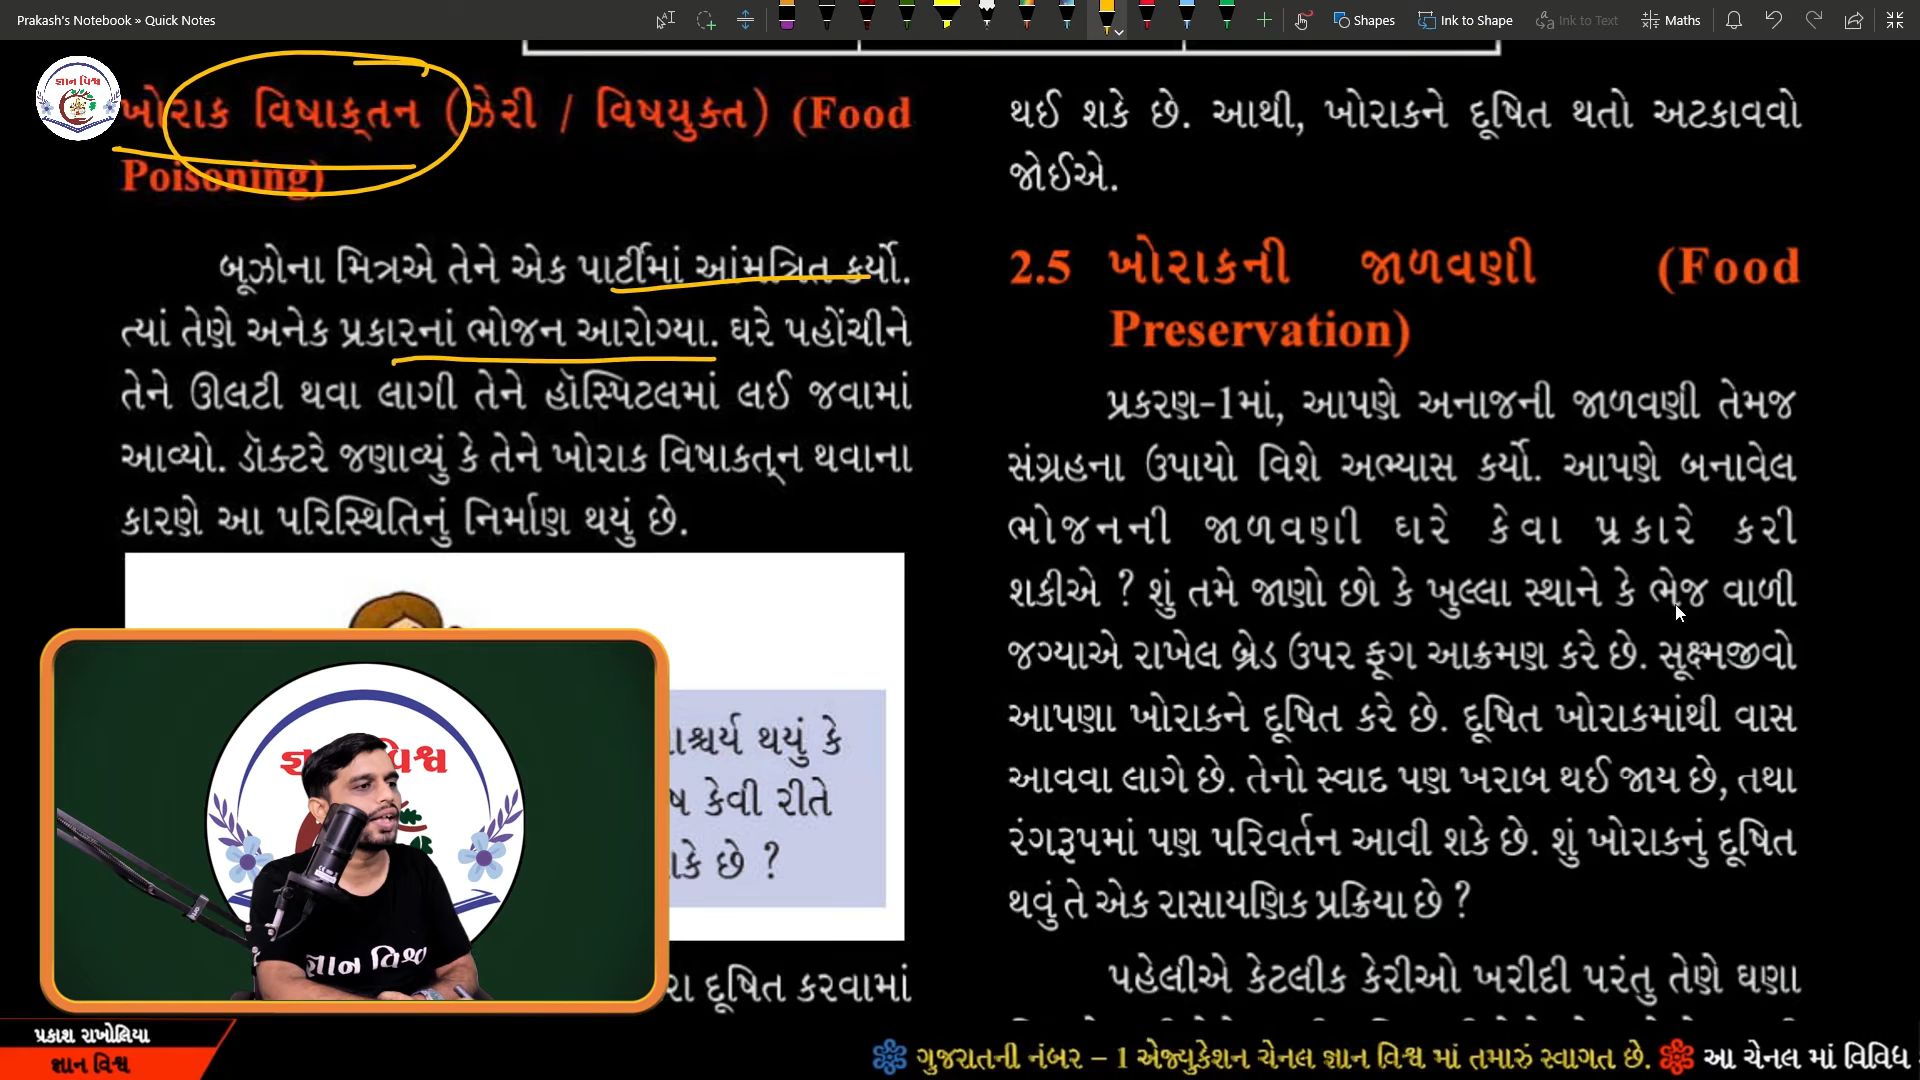 Prakash's Notebook » Quick Notes
Shapes
Ink to Shape
Ink to Text
Maths
જ્ઞાન વિશ્વ
ખોરાક વિષાક્તન (ઝેરી / વિષયુક્ત) (Food
Poisoning)
બૂઝોના મિત્રએ તેને એક પાર્ટીમાં આંમત્રિત કર્યો.
ત્યાં તેણે અનેક પ્રકારનાં ભોજન આરોગ્યા. ઘરે પહોંચીને
તેને ઊલટી થવા લાગી તેને હૉસ્પિટલમાં લઈ જવામાં
આવ્યો. ડૉક્ટરે જણાવ્યું કે તેને ખોરાક વિષાકત્ન થવાના
કારણે આ પરિસ્થિતિનું નિર્માણ થયું છે.
શ્ચર્ય થયું કે
ષ કેવી રીતે
કે છે ?
રા દૂષિત કરવામાં
થઈ શકે છે. આથી, ખોરાકને દૂષિત થતો અટકાવવો
જોઈએ.
2.5 ખોરાકની જાળવણી (Food
Preservation)
પ્રકરણ-1માં, આપણે અનાજની જાળવણી તેમજ
સંગ્રહના ઉપાયો વિશે અભ્યાસ કર્યો. આપણે બનાવેલ
ભોજનની જાળવણી ઘરે કેવા પ્રકારે કરી
શકીએ ? શું તમે જાણો છો કે ખુલ્લા સ્થાને કે ભેજ વાળી
જગ્યાએ રાખેલ બ્રેડ ઉપર ફૂગ આક્રમણ કરે છે. સૂક્ષ્મજીવો
આપણા ખોરાકને દૂષિત કરે છે. દૂષિત ખોરાકમાંથી વાસ
આવવા લાગે છે. તેનો સ્વાદ પણ ખરાબ થઈ જાય છે, તથા
રંગરૂપમાં પણ પરિવર્તન આવી શકે છે. શું ખોરાકનું દૂષિત
થવું તે એક રાસાયણિક પ્રક્રિયા છે ?
પહેલીએ કેટલીક કેરીઓ ખરીદી પરંતુ તેણે ઘણા
જ્ઞાન વિશ્વ
પ્રકાશ રાખોલિયા
જ્ઞાન વિશ્વ
ગુજરાતની નંબર – 1 એજ્યુકેશન ચેનલ જ્ઞાન વિશ્વ માં તમારું સ્વાગત છે. આ ચેનલ માં વિવિધ